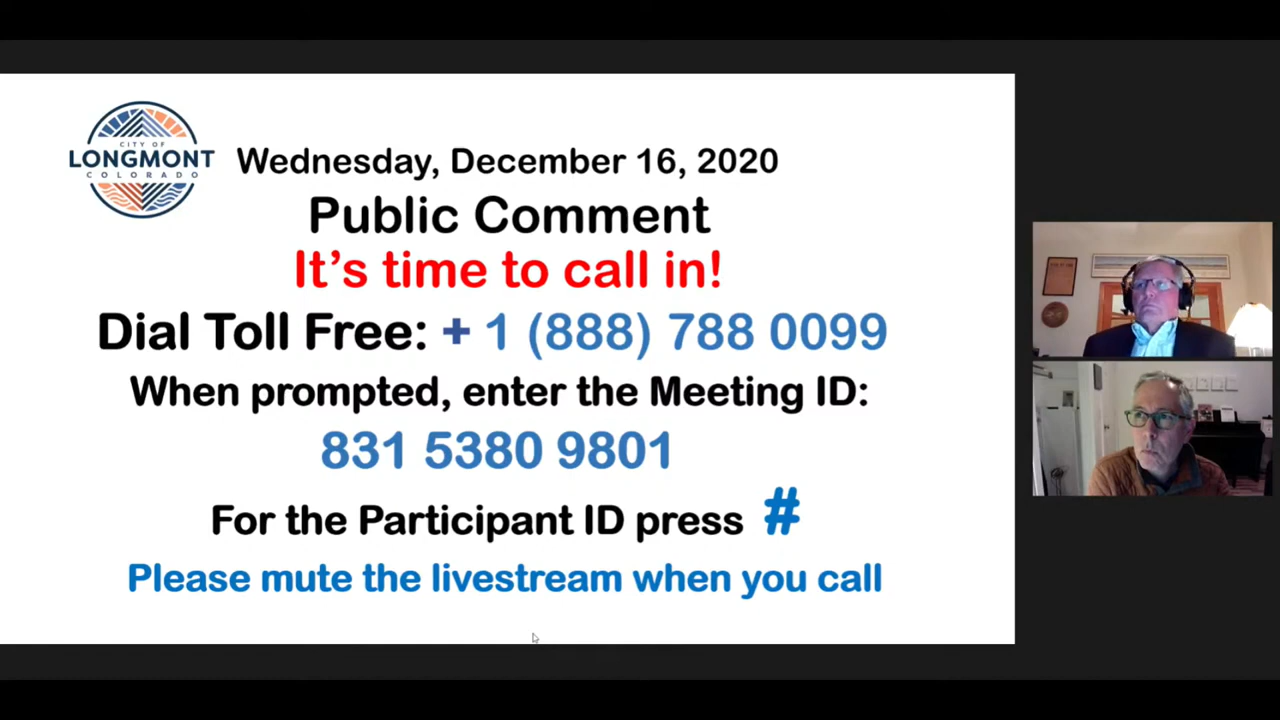 CITY OF
LONGMONT
COLORADO
Wednesday, December 16, 2020
Public Comment
It's time to call in!
Dial Toll Free: + 1 (888) 788 0099
When prompted, enter the Meeting ID:
831 5380 9801
For the Participant ID press #
Please mute the livestream when you call